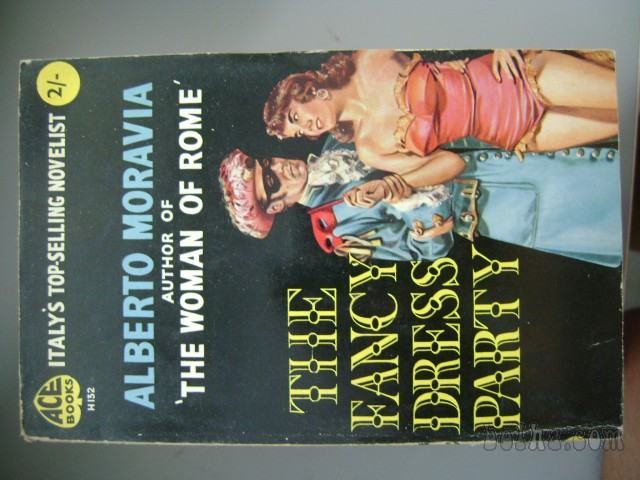 ACE
BOOKS
H132
ITALY'S TOP-SELLING NOVELIST
2/-
ALBERTO MORAVIA
AUTHOR OF
'THE WOMAN OF ROME'
THE
FANCY
DRESS
PARTY